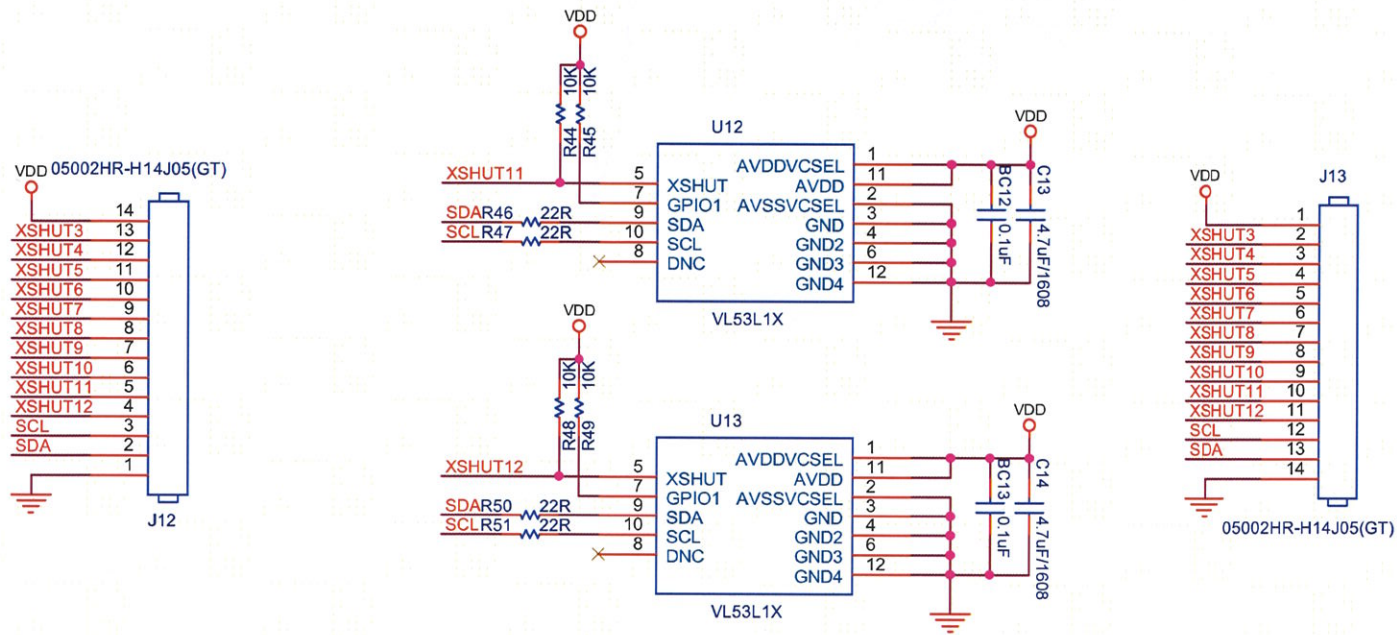 VDD 05002HR-H14J05(GT)
14
XSHUT3 13
XSHUT4 12
XSHUT5 11
XSHUT6 10
XSHUT7 9
XSHUT8 8
XSHUT9 7
XSHUT10 6
XSHUT11 5
XSHUT12 4
SCL 3
SDA 2
1
J12
VDD
10K 10K
R44 R45
U12
XSHUT11 5 XSHUT
7 GPIO1
SDA R46 22R 9 SDA
SCL R47 22R 10 SCL
8 DNC
AVDDVCSEL 1
AVDD 11
AVSSVCSEL 2
GND 3
GND2 4
GND3 6
GND4 12
VL53L1X
VDD
BC12 0.1uF
C13 4.7uF/1608
VDD
10K 10K
R48 R49
U13
XSHUT12 5 XSHUT
7 GPIO1
SDA R50 22R 9 SDA
SCL R51 22R 10 SCL
8 DNC
AVDDVCSEL 1
AVDD 11
AVSSVCSEL 2
GND 3
GND2 4
GND3 6
GND4 12
VL53L1X
VDD
BC13 0.1uF
C14 4.7uF/1608
VDD
J13
1
XSHUT3 2
XSHUT4 3
XSHUT5 4
XSHUT6 5
XSHUT7 6
XSHUT8 7
XSHUT9 8
XSHUT10 9
XSHUT11 10
XSHUT12 11
SCL 12
SDA 13
14
05002HR-H14J05(GT)